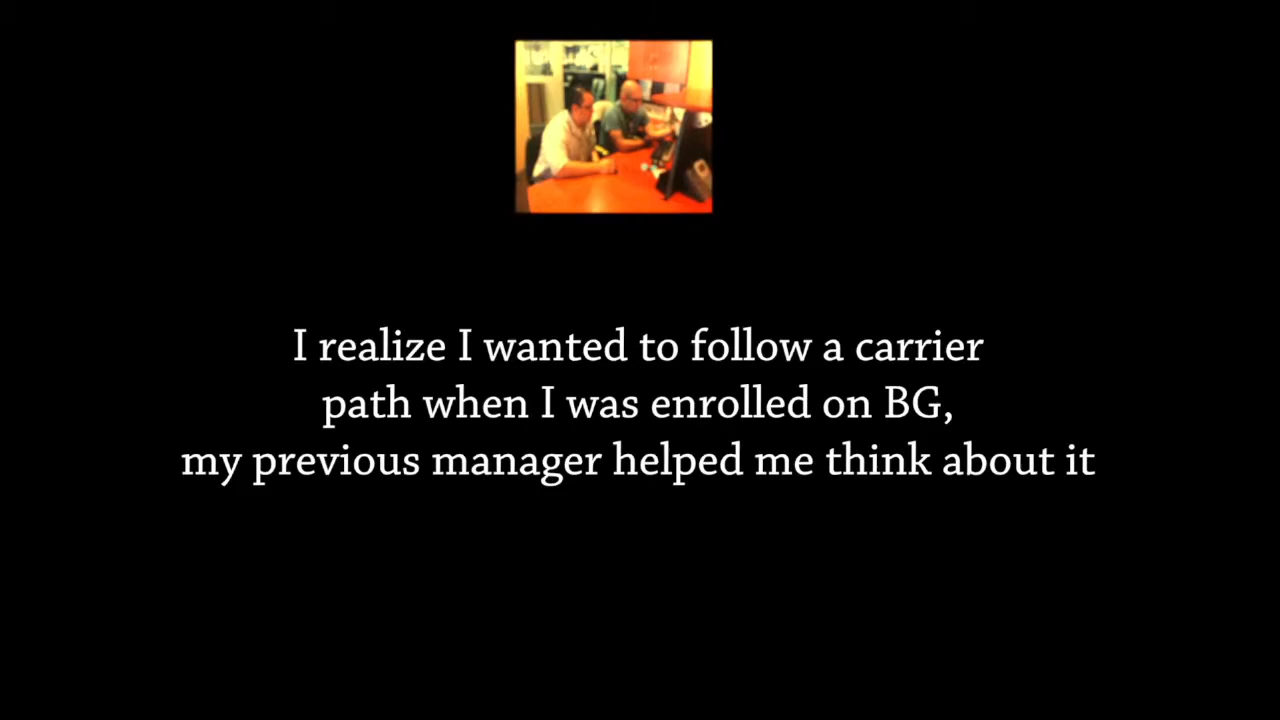 I realize I wanted to follow a carrier
path when I was enrolled on BG,
my previous manager helped me think about it